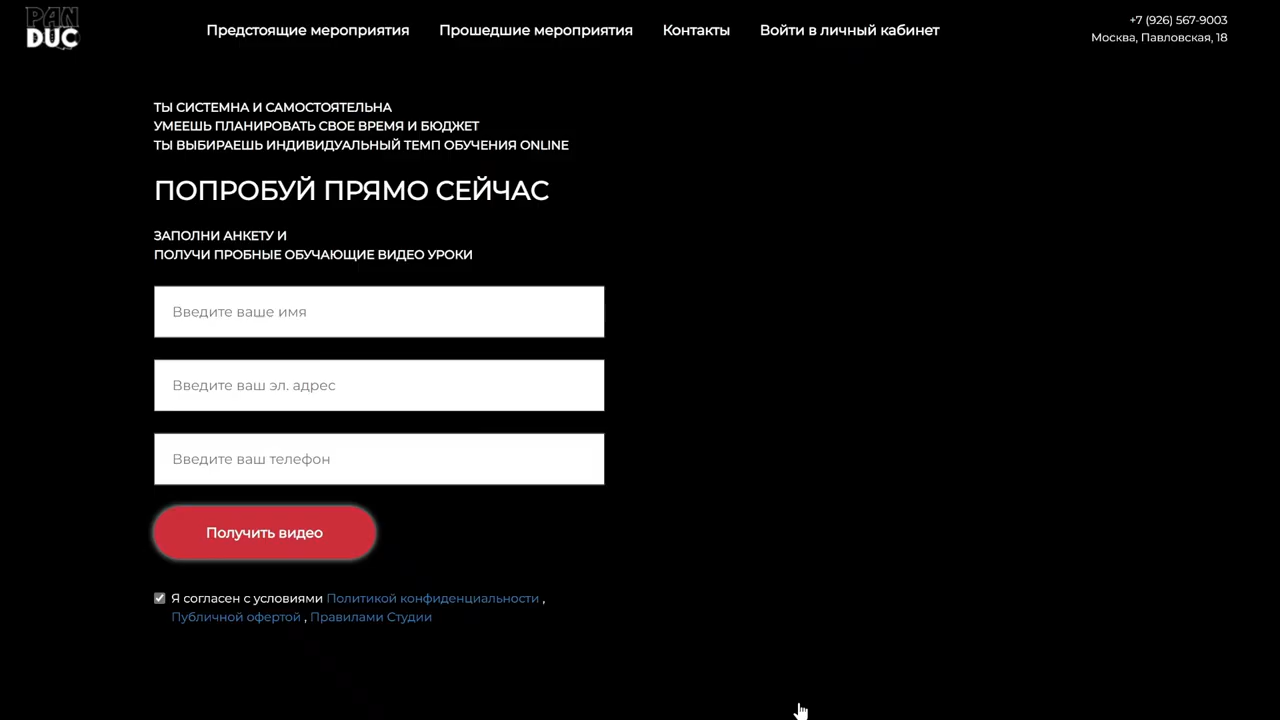 PAN
DUC
Предстоящие мероприятия
Прошедшие мероприятия
Контакты
Войти в личный кабинет
+7 (926) 567-9003
Москва, Павловская, 18
ТЫ СИСТЕМНА И САМОСТОЯТЕЛЬНА
УМЕЕШЬ ПЛАНИРОВАТЬ СВОЕ ВРЕМЯ И БЮДЖЕТ
ТЫ ВЫБИРАЕШЬ ИНДИВИДУАЛЬНЫЙ ТЕМП ОБУЧЕНИЯ ONLINE
ПОПРОБУЙ ПРЯМО СЕЙЧАС
ЗАПОЛНИ АНКЕТУ И
ПОЛУЧИ ПРОБНЫЕ ОБУЧАЮЩИЕ ВИДЕО УРОКИ
Введите ваше имя
Введите ваш эл. адрес
Введите ваш телефон
Получить видео
Я согласен с условиями Политикой конфиденциальности ,
Публичной офертой , Правилами Студии